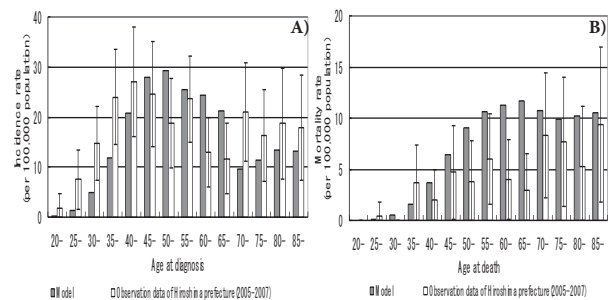 A)
Incidence rate
(per 100,000 population)
40
30
20
10
0
20- 25- 30- 35- 40- 45- 50- 55- 60- 65- 70- 75- 80- 85-
Age at diagnosis
Model Observation data of Hiroshima prefecture (2005-2007)
B)
Mortality rate
(per 100,000 population)
20
15
10
5
0
20- 25- 30- 35- 40- 45- 50- 55- 60- 65- 70- 75- 80- 85-
Age at death
Model Observation data of Hiroshima prefecture (2005-2007)